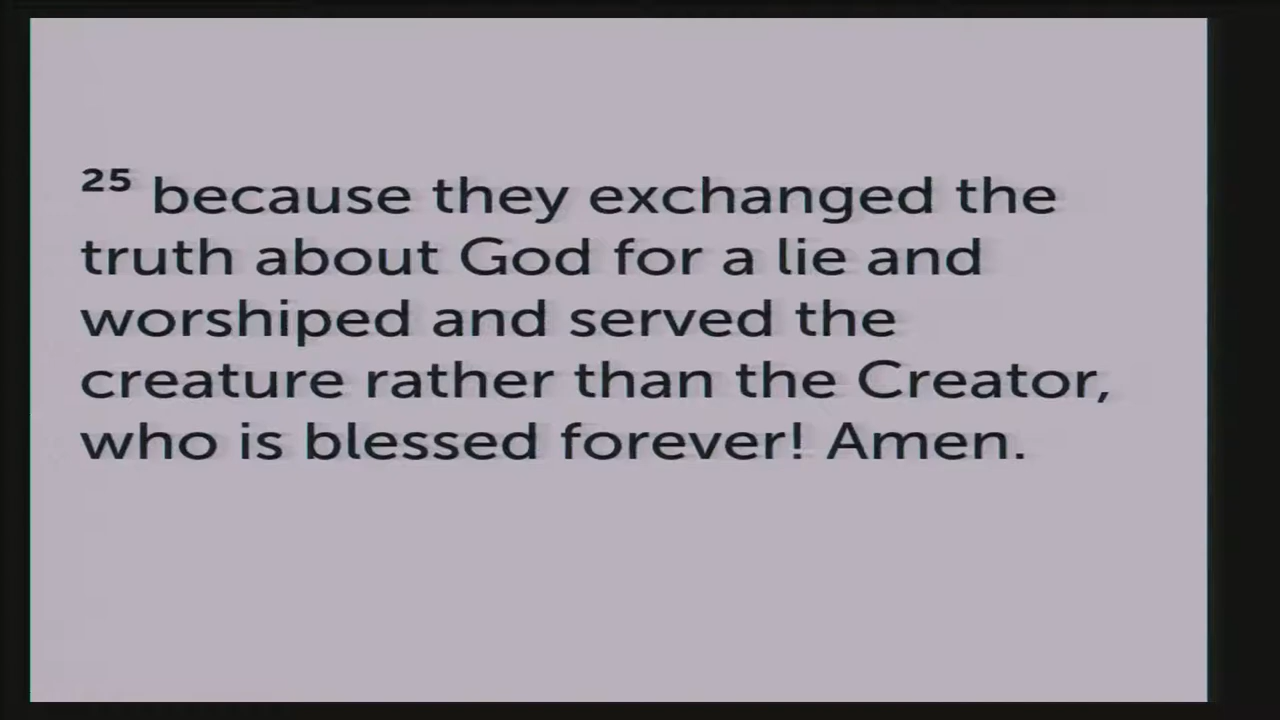 25 because they exchanged the
truth about God for a lie and
worshiped and served the
creature rather than the Creator,
who is blessed forever! Amen.